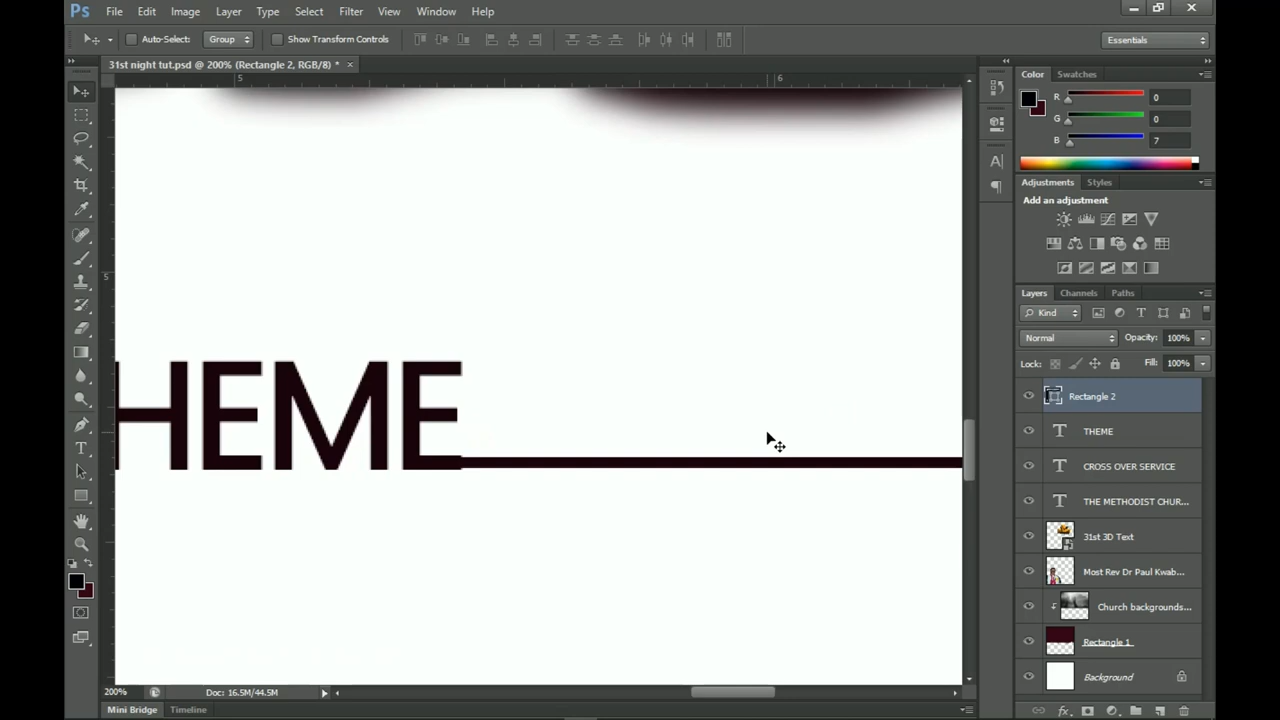 Ps File Edit Image Layer Type Select Filter View Window Help
Auto-Select: Group Show Transform Controls Essentials
31st night tut.psd @ 200% (Rectangle 2, RGB/8) * ×
5 6
5
HEME
Color Swatches
R 0
G 0
B 7
Adjustments Styles
Add an adjustment
Layers Channels Paths
Kind
Normal Opacity: 100%
Lock: Fill: 100%
Rectangle 2
THEME
CROSS OVER SERVICE
THE METHODIST CHUR...
31st 3D Text
Most Rev Dr Paul Kwab...
Church backgrounds...
Rectangle 1
Background
200% Doc: 16.5M/44.5M
Mini Bridge Timeline